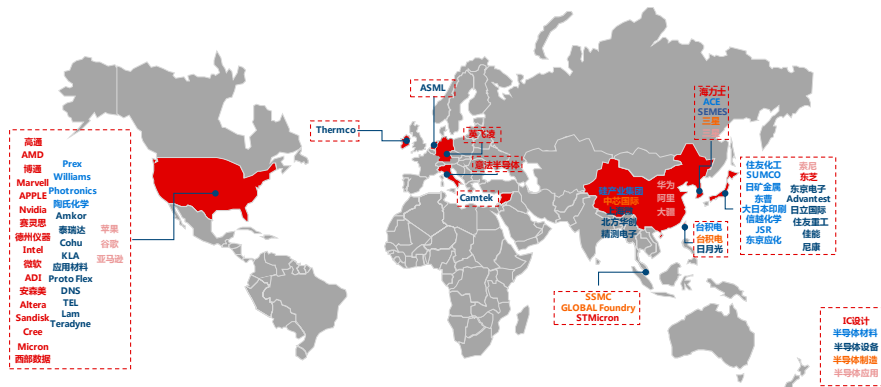 高通
AMD
博通
Marvell
APPLE
Nvidia
赛灵思
德州仪器
Intel
微软
ADI
安森美
Altera
Sandisk
Cree
Micron
西部数据
Prex
Williams
Photronics
陶氏化学
Amkor
泰瑞达
Cohu
KLA
应用材料
Proto Flex
DNS
TEL
Lam
Teradyne
苹果
谷歌
亚马逊
Thermco
ASML
英飞凌
意法半导体
Camtek
硅产业集团
中芯国际
北方华创
精测电子
华为
阿里
大疆
海力士
ACE
SEMES
三星
三星
住友化工
SUMCO
日矿金属
东曹
大日本印刷
信越化学
JSR
东京应化
索尼
东芝
东京电子
Advantest
日立国际
住友重工
佳能
尼康
台积电
台积电
日月光
SSMC
GLOBAL Foundry
STMicron
IC设计
半导体材料
半导体设备
半导体制造
半导体应用